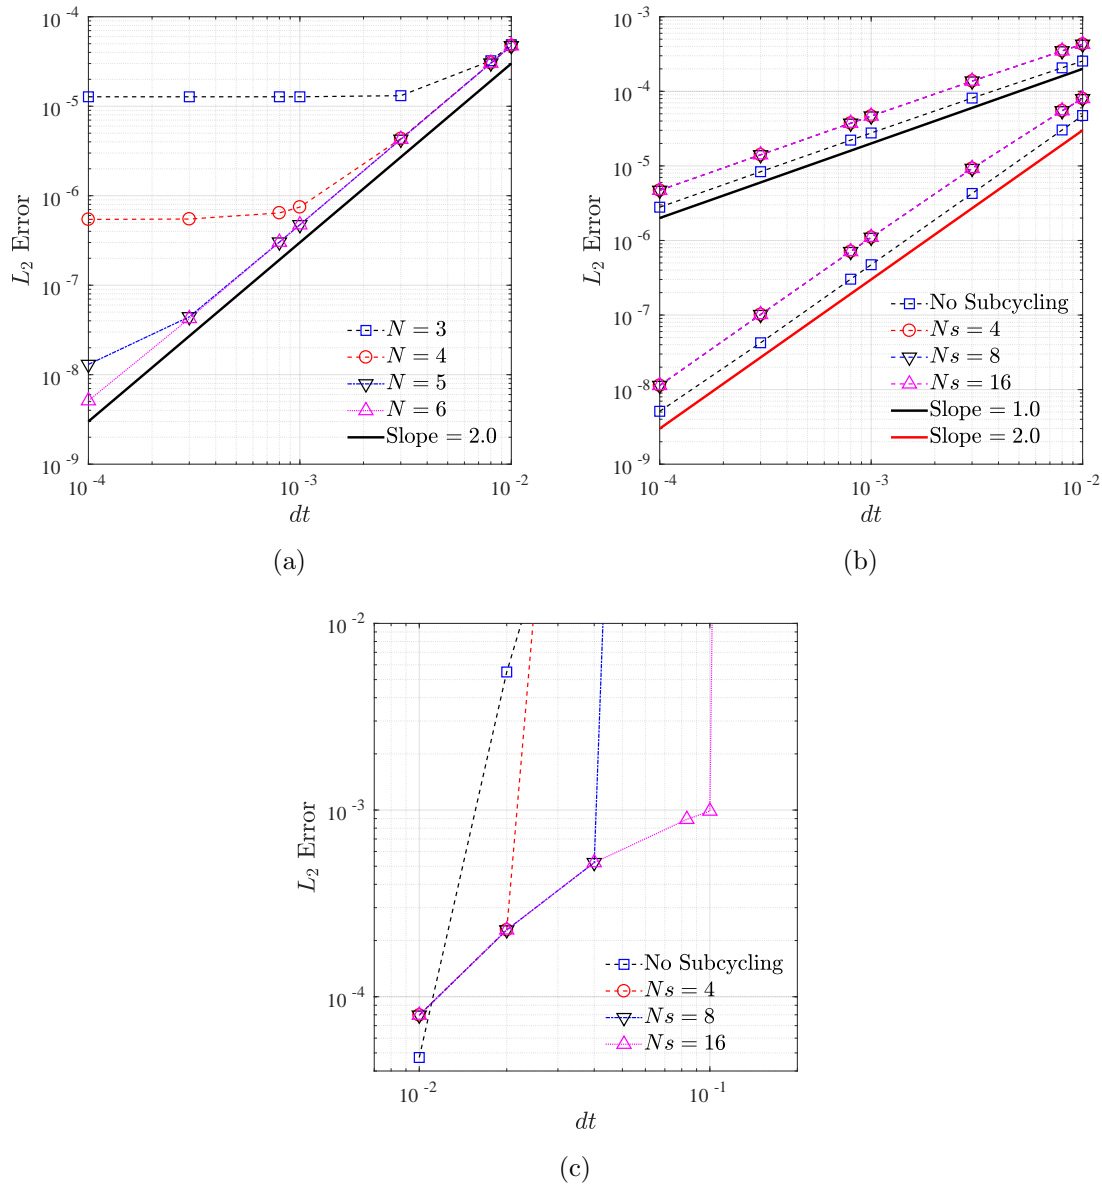 10^-4
10^-5
10^-6
10^-7
10^-8
10^-9
L_2 Error
N = 3
N = 4
N = 5
N = 6
Slope = 2.0
10^-4 10^-3 10^-2
dt
(a)
10^-3
10^-4
10^-5
10^-6
10^-7
10^-8
10^-9
L_2 Error
No Subcycling
Ns = 4
Ns = 8
Ns = 16
Slope = 1.0
Slope = 2.0
10^-4 10^-3 10^-2
dt
(b)
10^-2
10^-3
10^-4
L_2 Error
No Subcycling
Ns = 4
Ns = 8
Ns = 16
10^-2 10^-1
dt
(c)